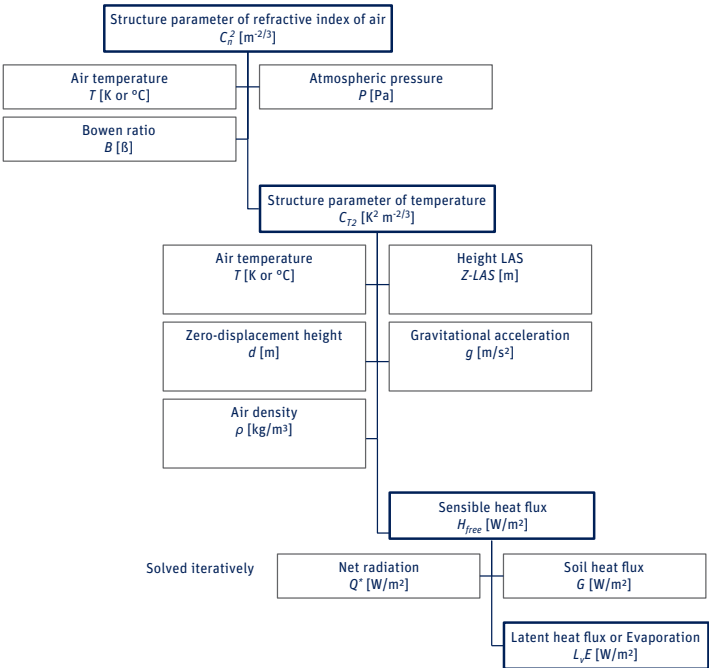 Structure parameter of refractive index of air
Cn² [m-2/3]
Air temperature
T [K or °C]
Atmospheric pressure
P [Pa]
Bowen ratio
B [ß]
Structure parameter of temperature
CT2 [K² m-2/3]
Air temperature
T [K or °C]
Height LAS
Z-LAS [m]
Zero-displacement height
d [m]
Gravitational acceleration
g [m/s²]
Air density
ρ [kg/m³]
Sensible heat flux
Hfree [W/m²]
Solved iteratively
Net radiation
Q* [W/m²]
Soil heat flux
G [W/m²]
Latent heat flux or Evaporation
LvE [W/m²]